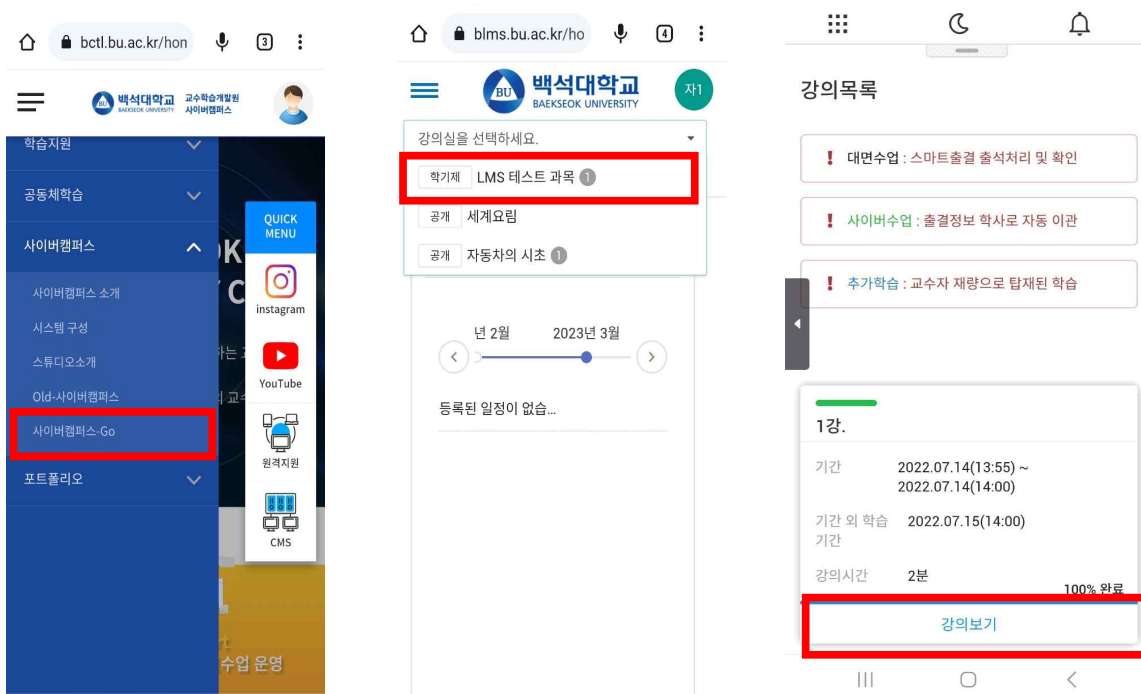 bctl.bu.ac.kr/hon
3
BU
백석대학교
BAEKSEOK UNIVERSITY
교수학습개발원
사이버캠퍼스
학습지원
공동체학습
사이버캠퍼스
사이버캠퍼스 소개
시스템 구성
스튜디오소개
Old-사이버캠퍼스
사이버캠퍼스-Go
포트폴리오
QUICK
MENU
instagram
YouTube
원격지원
CMS
수업 운영
blms.bu.ac.kr/ho
4
BU
백석대학교
BAEKSEOK UNIVERSITY
자1
강의실을 선택하세요.
학기제 LMS 테스트 과목 1
공개 세계요림
공개 자동차의 시초 1
년 2월 2023년 3월
등록된 일정이 없습...
강의목록
! 대면수업 : 스마트출결 출석처리 및 확인
! 사이버수업 : 출결정보 학사로 자동 이관
! 추가학습 : 교수자 재량으로 탑재된 학습
1강.
기간 2022.07.14(13:55) ~
2022.07.14(14:00)
기간 외 학습 2022.07.15(14:00)
기간
강의시간 2분
100% 완료
강의보기